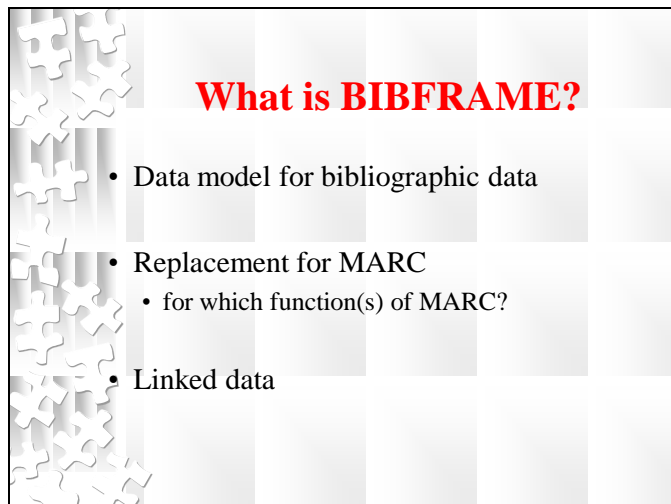 What is BIBFRAME?
• Data model for bibliographic data
• Replacement for MARC
• for which function(s) of MARC?
• Linked data